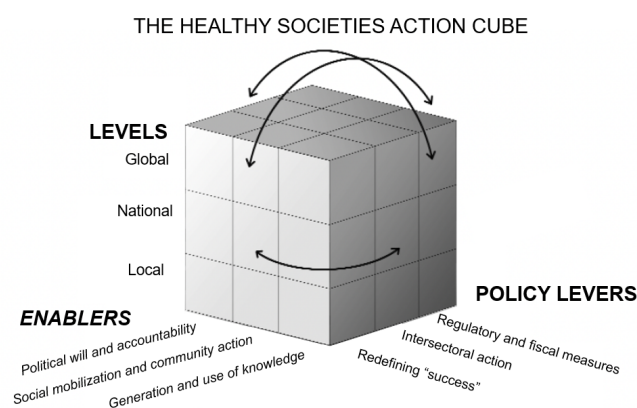 THE HEALTHY SOCIETIES ACTION CUBE
LEVELS
Global
National
Local
ENABLERS
Political will and accountability
Social mobilization and community action
Generation and use of knowledge
POLICY LEVERS
Regulatory and fiscal measures
Intersectoral action
Redefining “success”